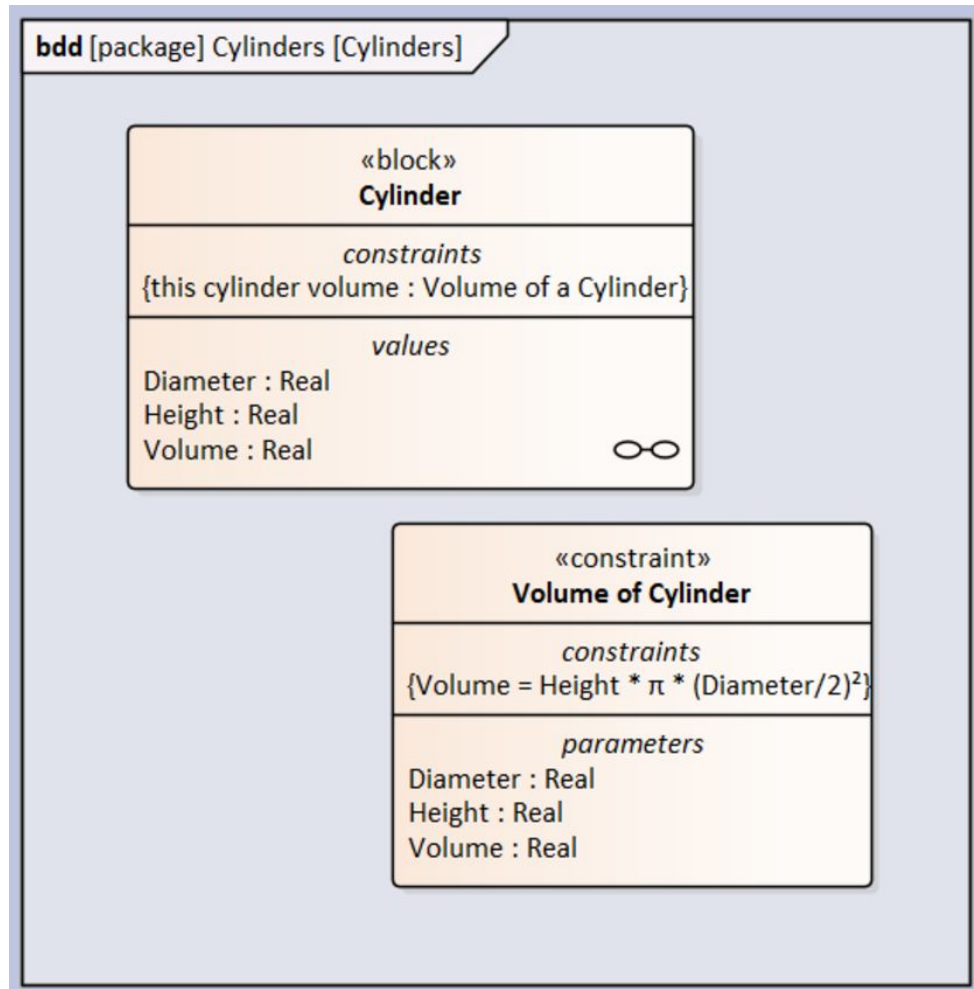 bdd [package] Cylinders [Cylinders]
«block»
Cylinder
constraints
{this cylinder volume : Volume of a Cylinder}
values
Diameter : Real
Height : Real
Volume : Real
«constraint»
Volume of Cylinder
constraints
{Volume = Height * π * (Diameter/2)²}
parameters
Diameter : Real
Height : Real
Volume : Real